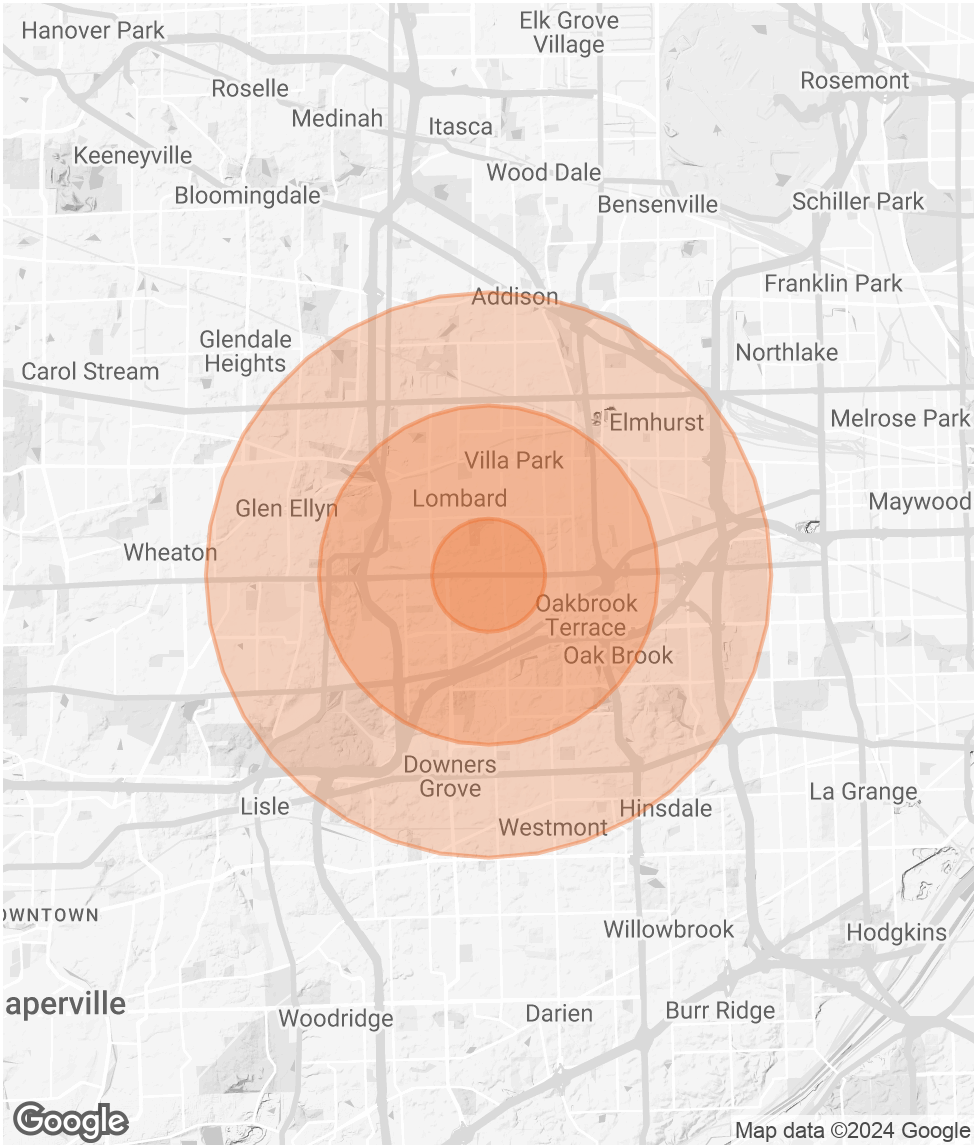 Hanover Park
Elk Grove
Village
Roselle
Rosemont
Medinah
Itasca
Keeneyville
Wood Dale
Bloomingdale
Bensenville
Schiller Park
Franklin Park
Addison
Glendale
Heights
Northlake
Carol Stream
Elmhurst
Melrose Park
Villa Park
Lombard
Maywood
Glen Ellyn
Wheaton
Oakbrook
Terrace
Oak Brook
Downers
Grove
La Grange
Lisle
Hinsdale
Westmont
OWNTOWN
Willowbrook
Hodgkins
aperville
Woodridge
Darien
Burr Ridge
Google
Map data ©2024 Google